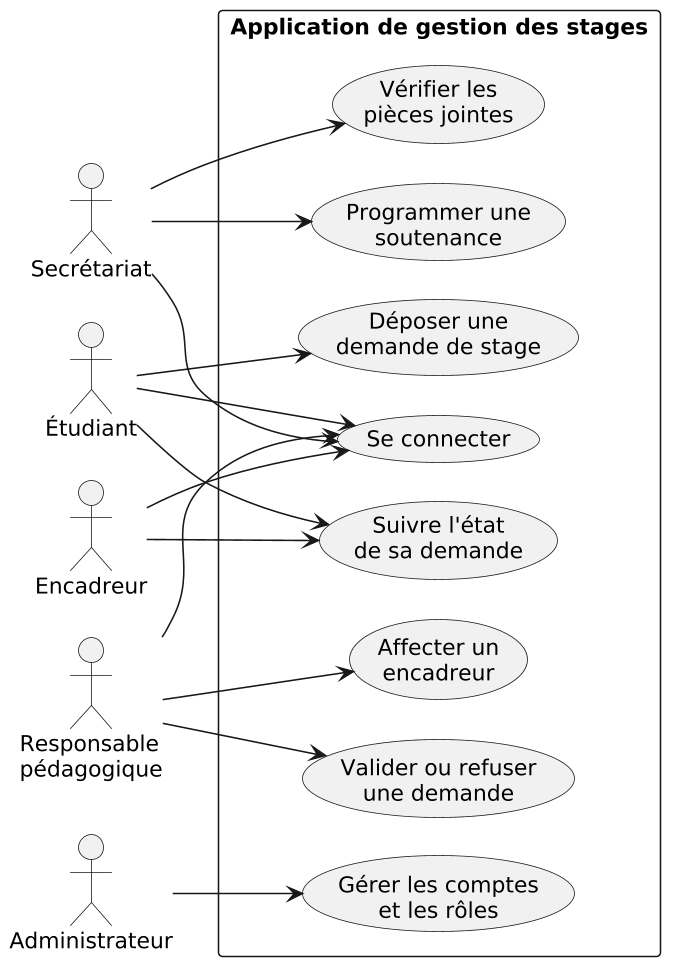 Application de gestion des stages
Vérifier les
pièces jointes
Programmer une
soutenance
Secrétariat
Déposer une
demande de stage
Étudiant
Se connecter
Suivre l'état
de sa demande
Encadreur
Affecter un
encadreur
Responsable
pédagogique
Valider ou refuser
une demande
Gérer les comptes
et les rôles
Administrateur